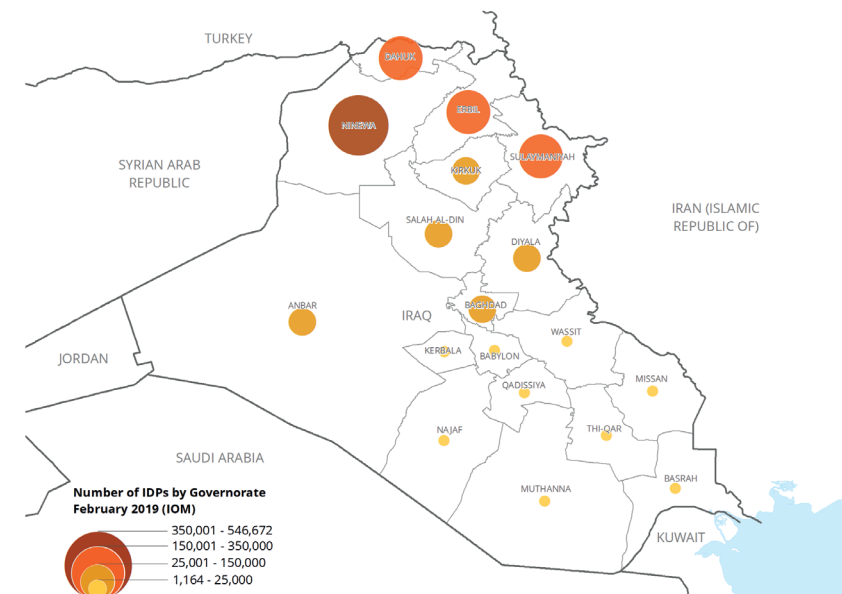 TURKEY
DAHUK
ERBIL
NINEWA
SULAYMANIYAH
SYRIAN ARAB
REPUBLIC
KIRKUK
IRAN (ISLAMIC
REPUBLIC OF)
SALAH AL-DIN
DIYALA
ANBAR
BAGHDAD
IRAQ
WASSIT
KERBALA
BABYLON
JORDAN
MISSAN
QADISSIYA
NAJAF
THI-QAR
SAUDI ARABIA
BASRAH
MUTHANNA
KUWAIT
Number of IDPs by Governorate
February 2019 (IOM)
350,001 - 546,672
150,001 - 350,000
25,001 - 150,000
1,164 - 25,000